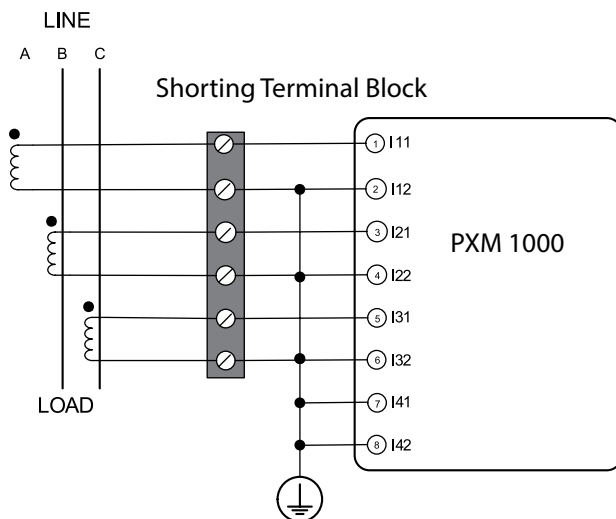 LINE
A B C
Shorting Terminal Block
1 I11
2 I12
3 I21
PXM 1000
4 I22
5 I31
6 I32
LOAD
7 I41
8 I42